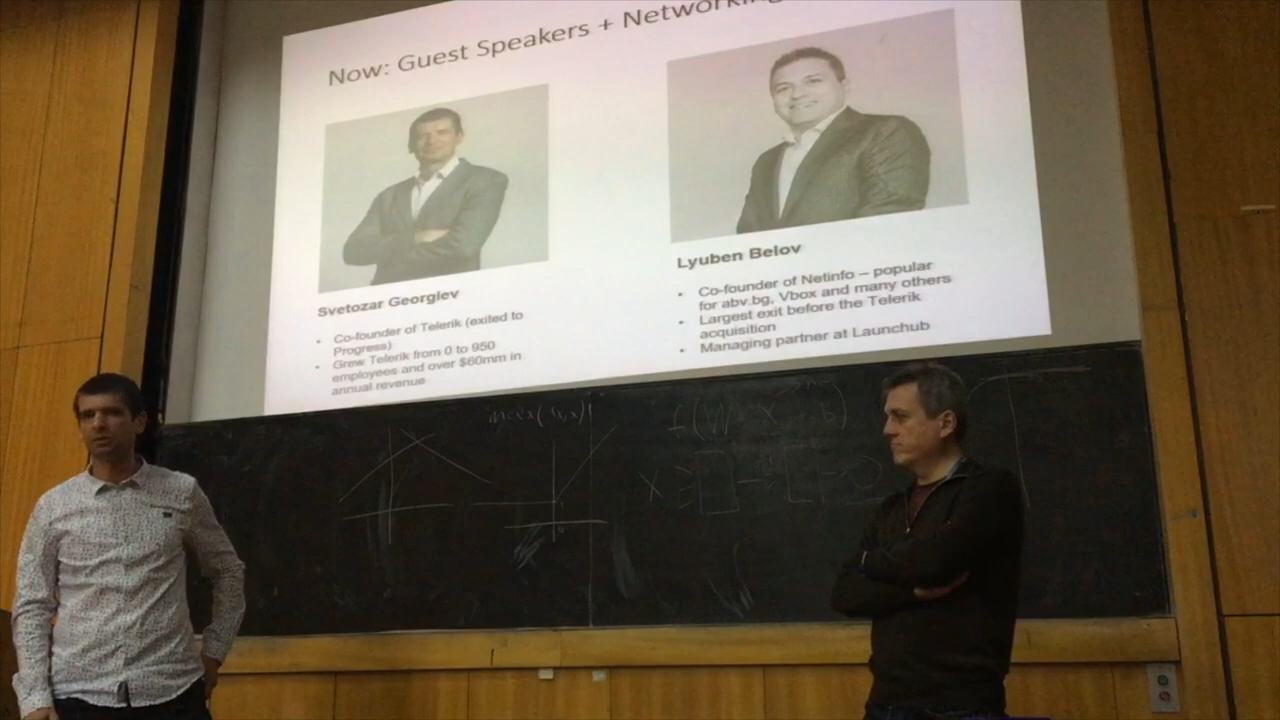 Now: Guest Speakers + Networking
Svetozar Georgiev
• Co-founder of Telerik (exited to
Progress)
• Grew Telerik from 0 to 950
employees and over $60mm in
annual revenue
Lyuben Belov
• Co-founder of Netinfo – popular
for abv.bg, Vbox and many others
• Largest exit before the Telerik
acquisition
• Managing partner at Launchub